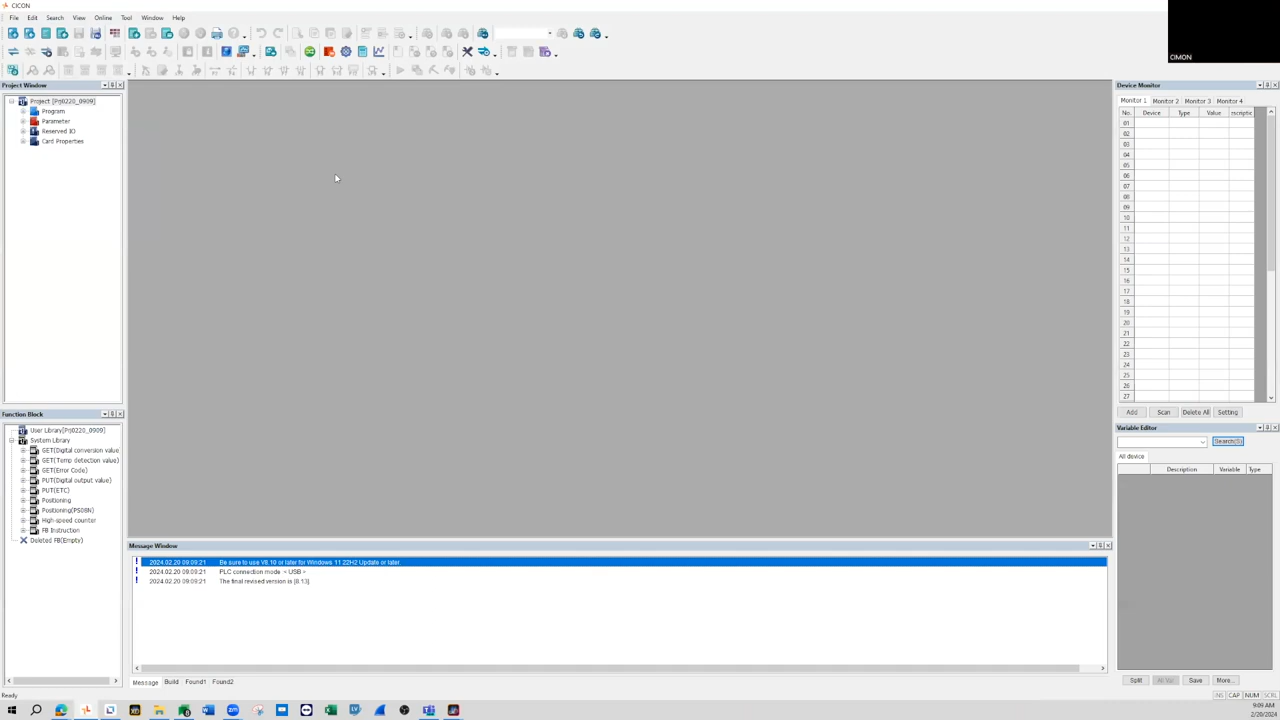 CICON
File Edit Search View Online Tool Window Help
CIMON
Project Window
Project [Prj0220_0909]
Program
Parameter
Reserved IO
Card Properties
Function Block
User Library[Prj0220_0909]
System Library
GET(Digital conversion value
GET(Temp detection value)
GET(Error Code)
PUT(Digital output value)
PUT(ETC)
Positioning
Positioning(PS08N)
High-speed counter
FB Instruction
Deleted FB(Empty)
Message Window
2024.02.20 09:09:21 Be sure to use V8.10 or later for Windows 11 22H2 Update or later.
2024.02.20 09:09:21 PLC connection mode < USB >
2024.02.20 09:09:21 The final revised version is [8.13].
Message Build Found1 Found2
Device Monitor
Monitor 1 Monitor 2 Monitor 3 Monitor 4
No. Device Type Value rscriptic
01
02
03
04
05
06
07
08
09
10
11
12
13
14
15
16
17
18
19
20
21
22
23
24
25
26
27
Add Scan Delete All Setting
Variable Editor
Search(S)
All device
Description Variable Type
Split All Var Save More...
Ready
INS CAP NUM SCRL
9:09 AM
2/20/2024